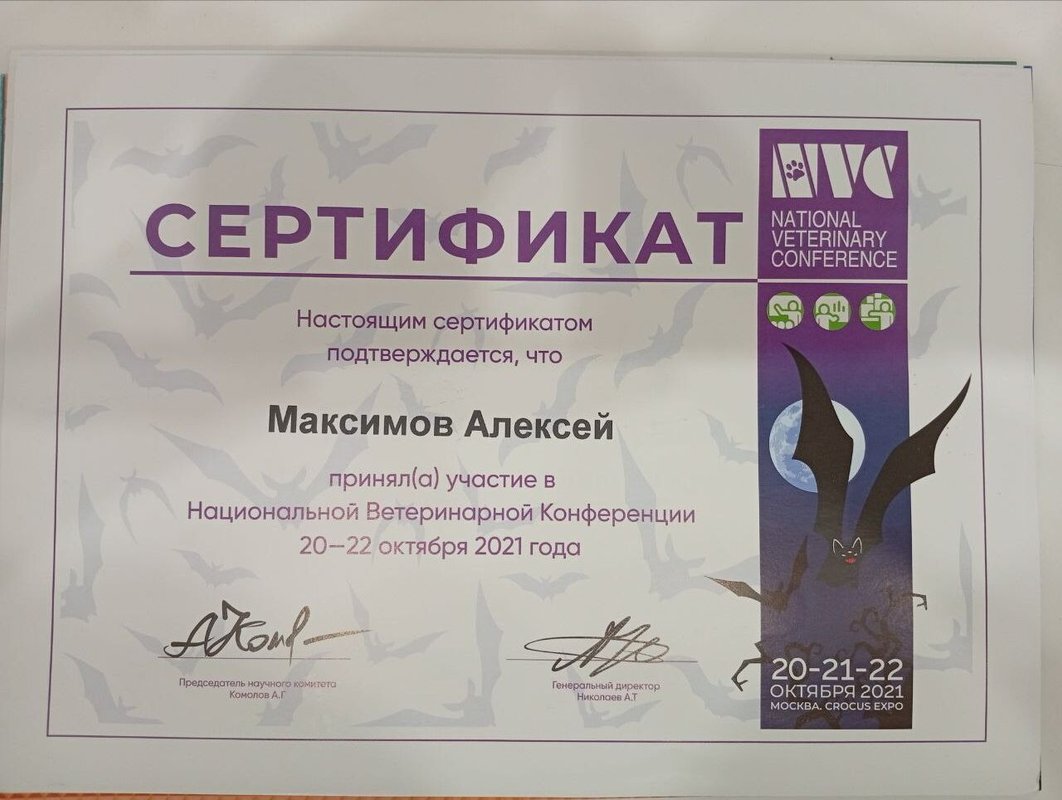 СЕРТИФИКАТ
Настоящим сертификатом
подтверждается, что
Максимов Алексей
принял(а) участие в
Национальной Ветеринарной Конференции
20—22 октября 2021 года
Председатель научного комитета
Комолов А.Г
Генеральный директор
Николаев А.Т
NVC
NATIONAL
VETERINARY
CONFERENCE
20-21-22
ОКТЯБРЯ 2021
МОСКВА. CROCUS EXPO